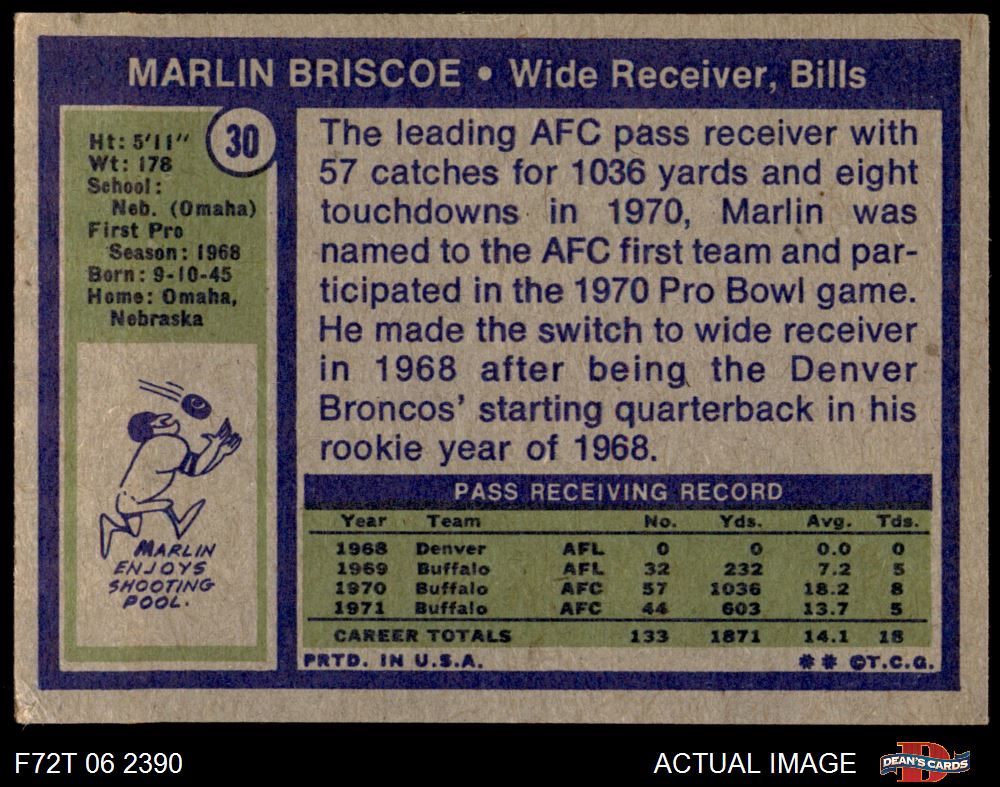 MARLIN BRISCOE • Wide Receiver, Bills
30
Ht: 5'11"
Wt: 178
School:
Neb. (Omaha)
First Pro
Season: 1968
Born: 9-10-45
Home: Omaha,
Nebraska
MARLIN
ENJOYS
SHOOTING
POOL.
The leading AFC pass receiver with
57 catches for 1036 yards and eight
touchdowns in 1970, Marlin was
named to the AFC first team and par-
ticipated in the 1970 Pro Bowl game.
He made the switch to wide receiver
in 1968 after being the Denver
Broncos' starting quarterback in his
rookie year of 1968.
PASS RECEIVING RECORD
Year Team No. Yds. Avg. Tds.
1968 Denver AFL 0 0 0.0 0
1969 Buffalo AFL 32 232 7.2 5
1970 Buffalo AFC 57 1036 18.2 8
1971 Buffalo AFC 44 603 13.7 5
CAREER TOTALS 133 1871 14.1 18
PRTD. IN U.S.A. * * ©T.C.G.
F72T 06 2390 ACTUAL IMAGE DEAN'S CARDS